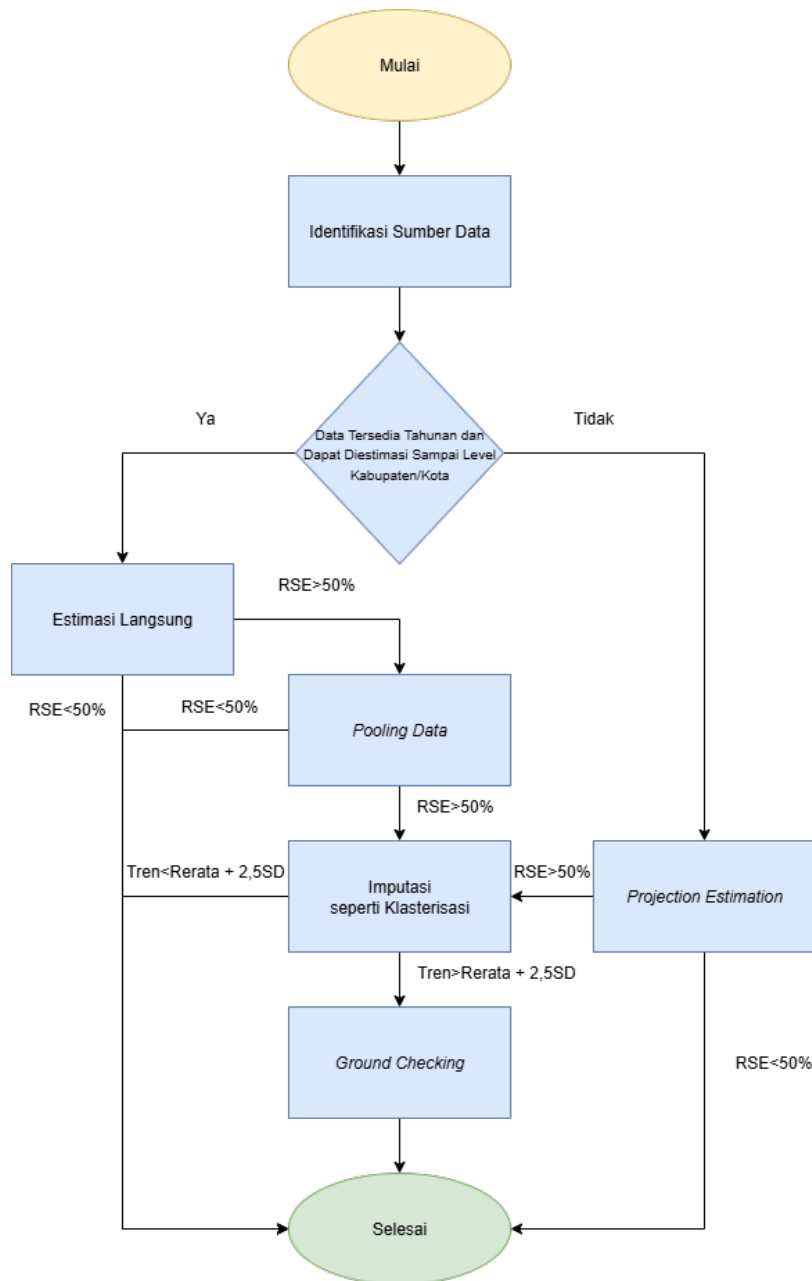 Mulai
Identifikasi Sumber Data
Ya
Tidak
Data Tersedia Tahunan dan
Dapat Diestimasi Sampai Level
Kabupaten/Kota
RSE>50%
Estimasi Langsung
RSE<50%
RSE<50%
Pooling Data
RSE>50%
Tren<Rerata + 2,5SD
Imputasi
seperti Klasterisasi
RSE>50%
Projection Estimation
Tren>Rerata + 2,5SD
Ground Checking
RSE<50%
Selesai